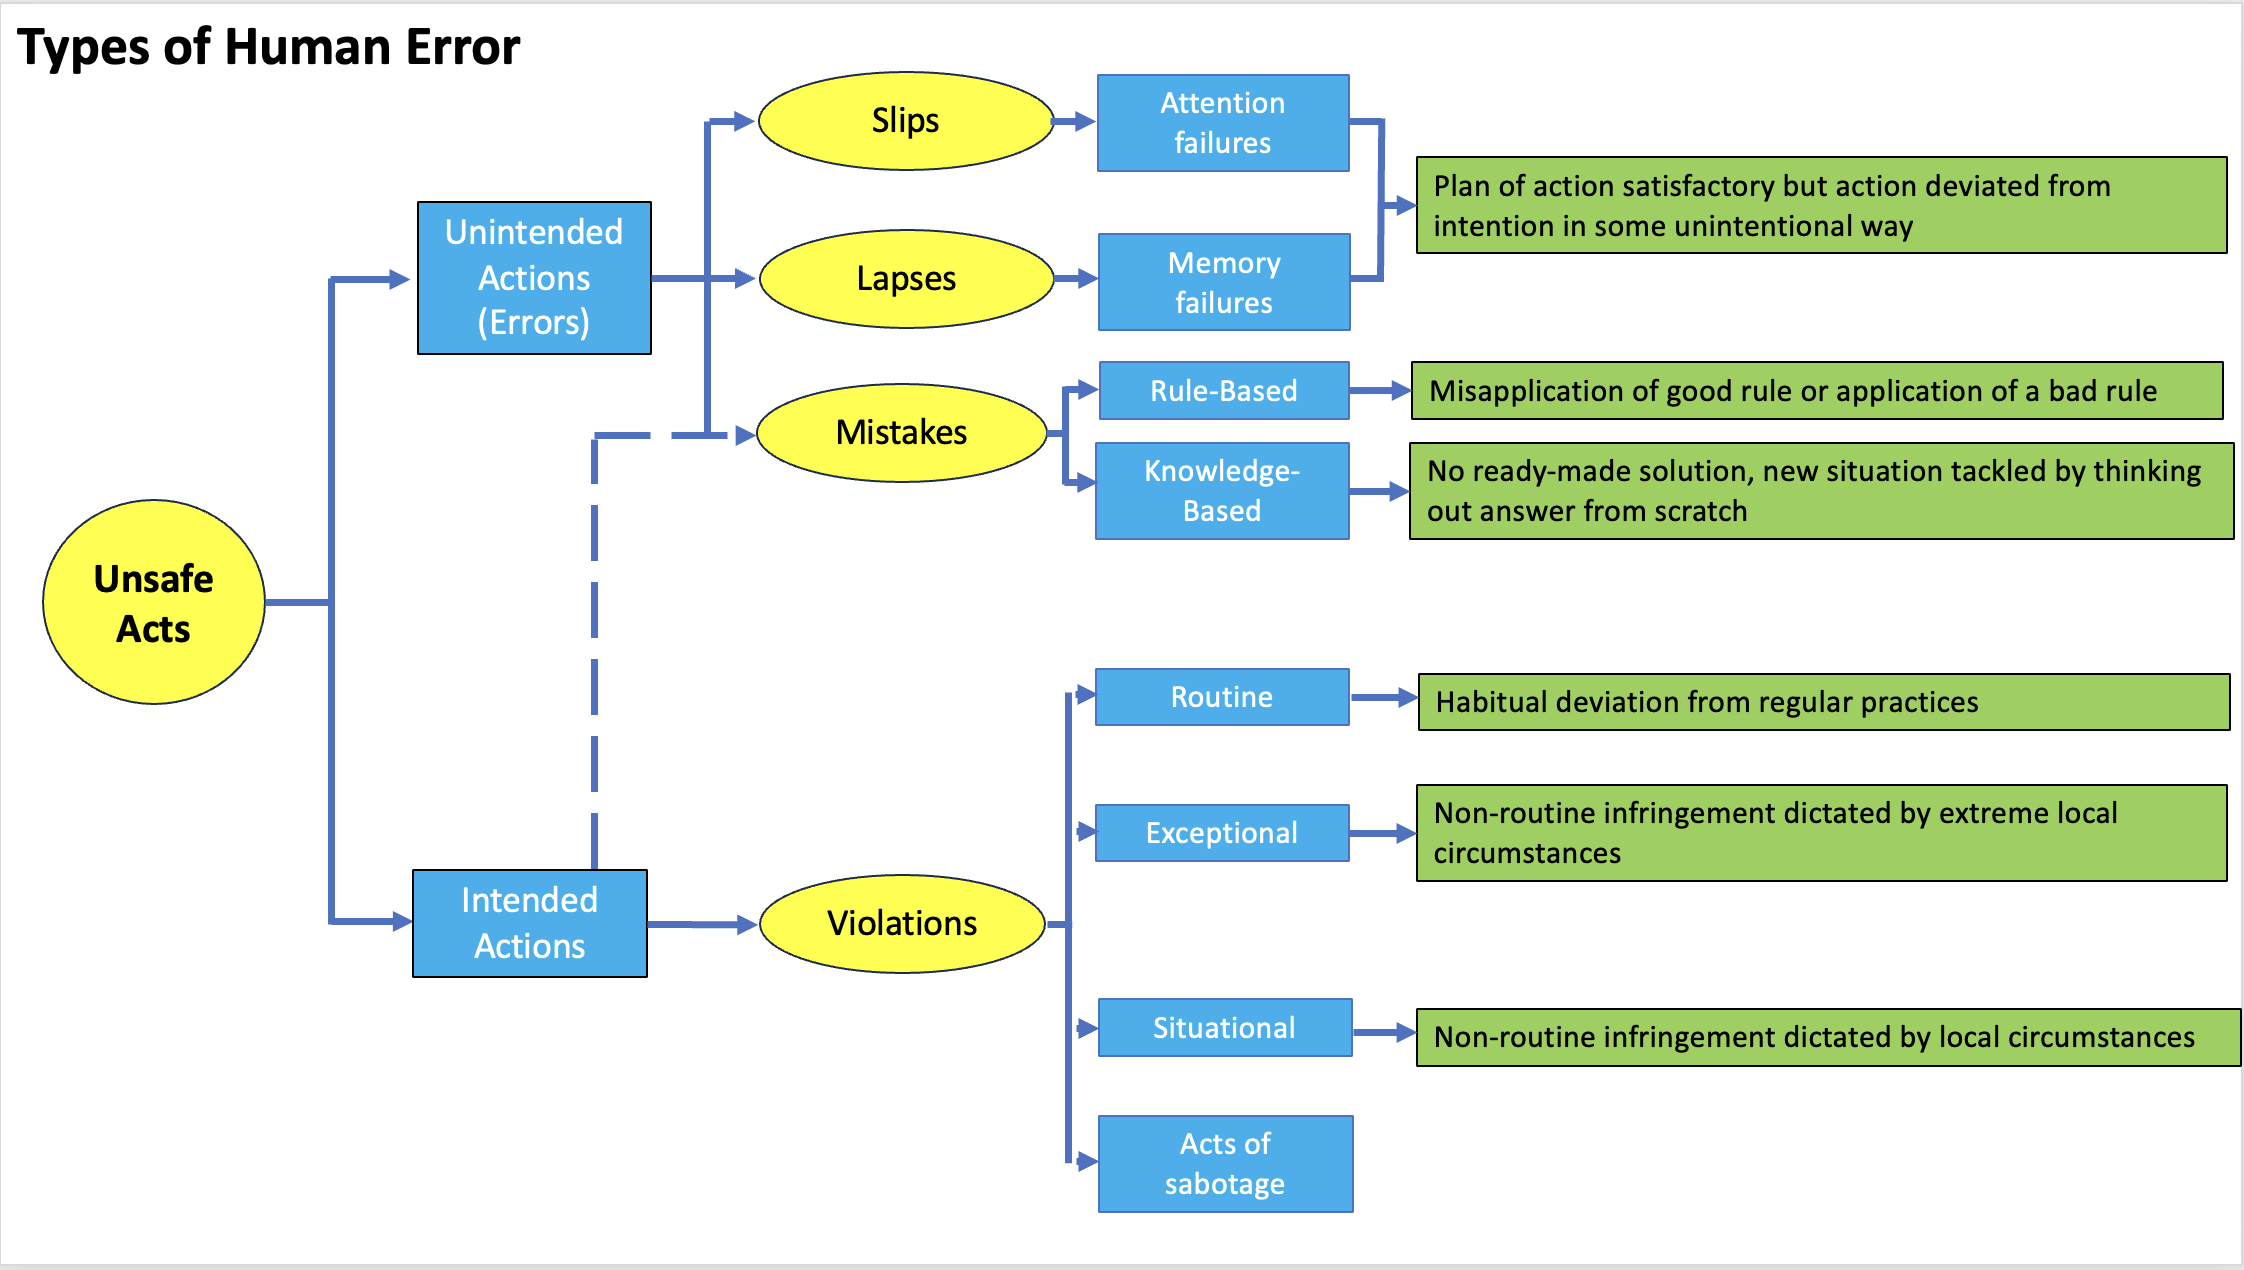 Types of Human Error
Slips
Attention
failures
Plan of action satisfactory but action deviated from
intention in some unintentional way
Unintended
Actions
(Errors)
Lapses
Memory
failures
Mistakes
Rule-Based
Misapplication of good rule or application of a bad rule
Knowledge-
Based
No ready-made solution, new situation tackled by thinking
out answer from scratch
Unsafe
Acts
Routine
Habitual deviation from regular practices
Exceptional
Non-routine infringement dictated by extreme local
circumstances
Intended
Actions
Violations
Situational
Non-routine infringement dictated by local circumstances
Acts of
sabotage